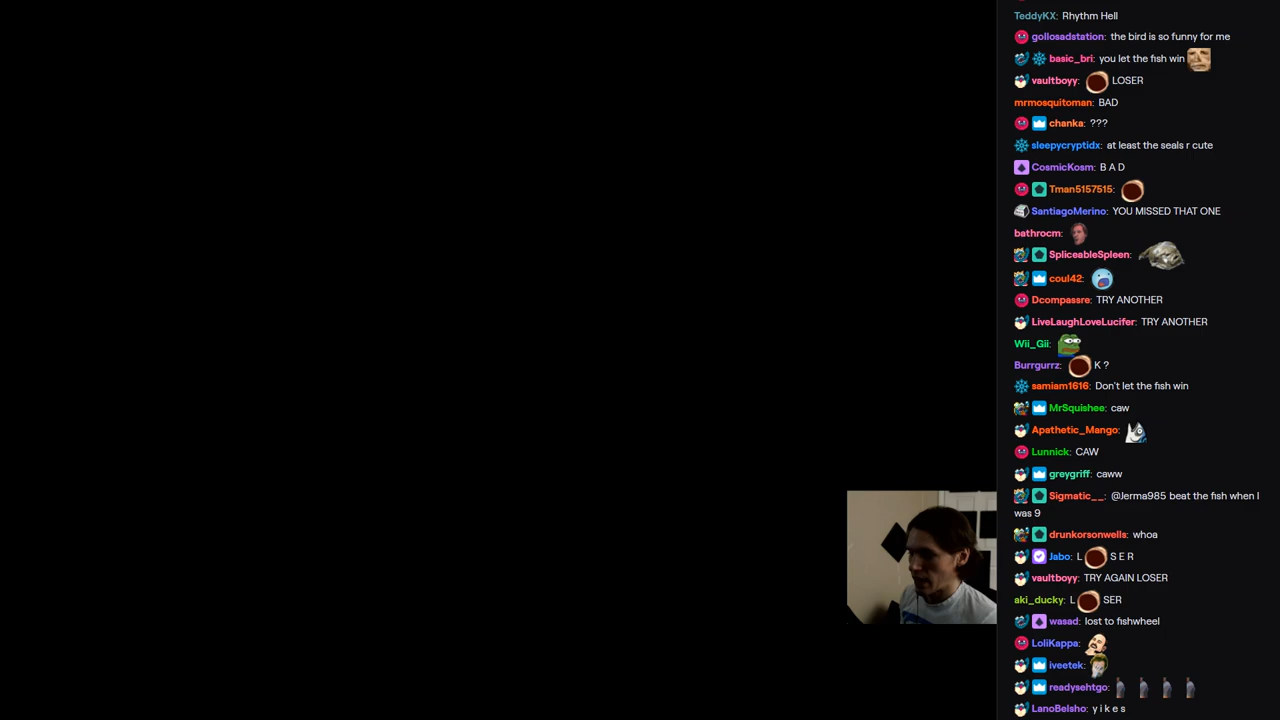 TeddyKX: Rhythm Hell
gollosadstation: the bird is so funny for me
basic_bri: you let the fish win
vaultboyy: LOSER
mrmosquitoman: BAD
chanka: ???
sleepycryptidx: at least the seals r cute
CosmicKosm: B A D
Tman5157515:
SantiagoMerino: YOU MISSED THAT ONE
bathrocm:
SpliceableSpleen:
coul42:
Dcompassre: TRY ANOTHER
LiveLaughLoveLucifer: TRY ANOTHER
Wii_Gii:
Burrgurrz: K ?
samiam1616: Don't let the fish win
MrSquishee: caw
Apathetic_Mango:
Lunnick: CAW
greygriff: caww
Sigmatic__: @Jerma985 beat the fish when I
was 9
drunkorsonwells: whoa
Jabo: L S E R
vaultboyy: TRY AGAIN LOSER
aki_ducky: L SER
wasad: lost to fishwheel
LoliKappa:
iveetek:
readysehtgo:
LanoBelsho: y i k e s